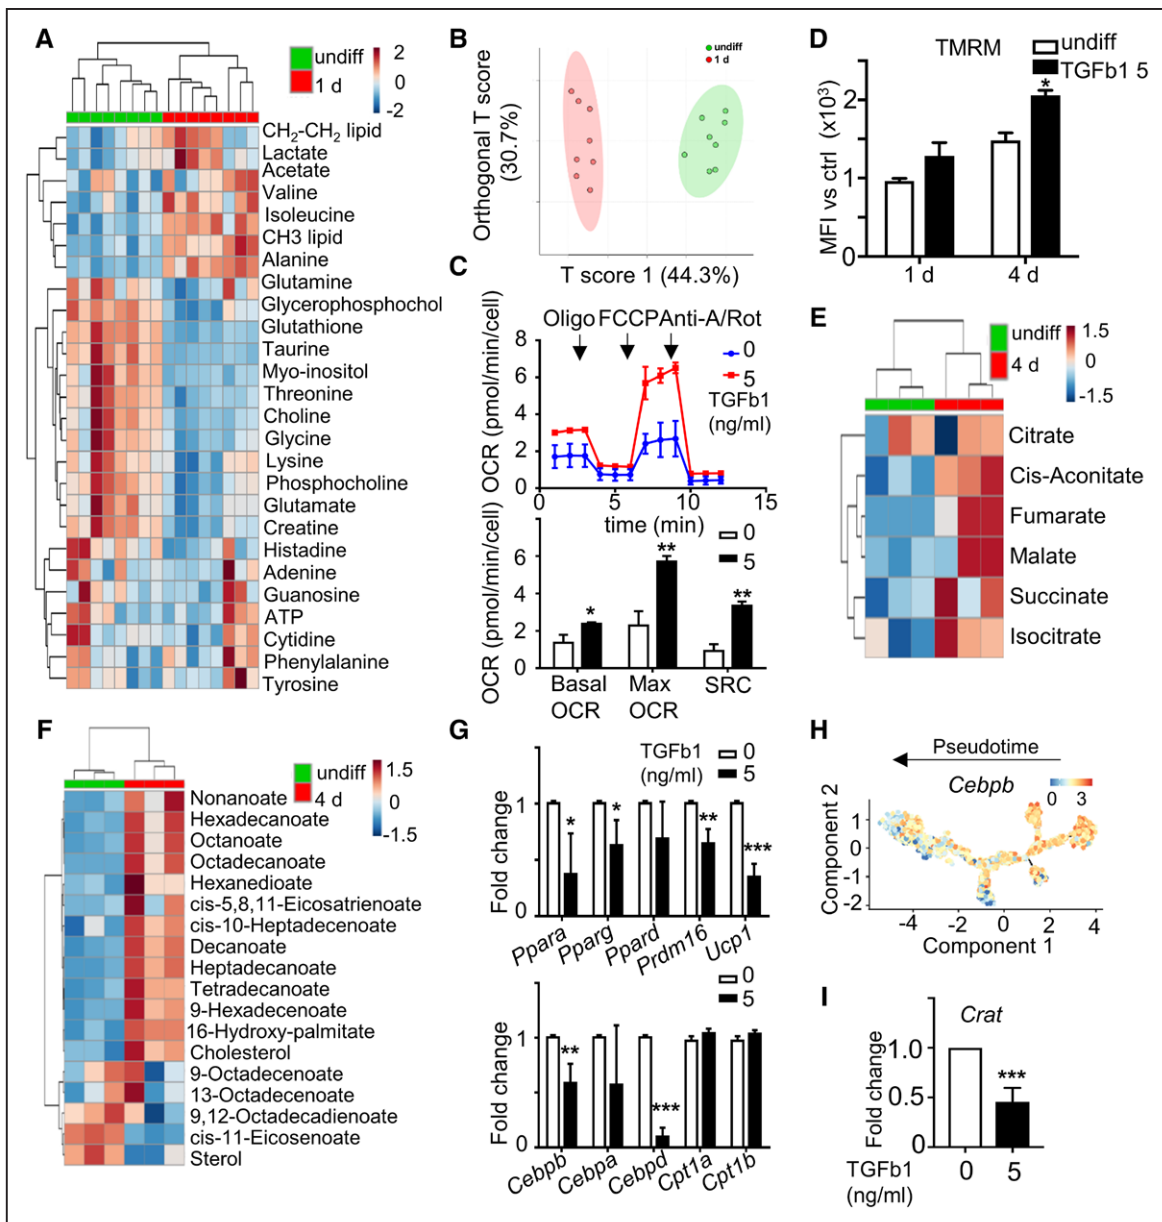 A
undiff
1 d
2
0
-2
CH₂-CH₂ lipid
Lactate
Acetate
Valine
Isoleucine
CH3 lipid
Alanine
Glutamine
Glycerophosphochol
Glutathione
Taurine
Myo-inositol
Threonine
Choline
Glycine
Lysine
Phosphocholine
Glutamate
Creatine
Histadine
Adenine
Guanosine
ATP
Cytidine
Phenylalanine
Tyrosine
B
undiff
1 d
Orthogonal T score
(30.7%)
T score 1 (44.3%)
C
Oligo
FCCP
Anti-A/Rot
OCR (pmol/min/cell)
8
6
4
2
0
0
5
TGFb1
(ng/ml)
0
5
10
15
time (min)
OCR (pmol/min/cell)
6
4
2
0
0
5
*
**
**
Basal
OCR
Max
OCR
SRC
D
TMRM
undiff
TGFb1 5
*
MFI vs ctrl (x10³)
2
1
0
1 d
4 d
E
undiff
4 d
1.5
0
-1.5
Citrate
Cis-Aconitate
Fumarate
Malate
Succinate
Isocitrate
F
undiff
4 d
1.5
0
-1.5
Nonanoate
Hexadecanoate
Octanoate
Octadecanoate
Hexanedioate
cis-5,8,11-Eicosatrienoate
cis-10-Heptadecenoate
Decanoate
Heptadecanoate
Tetradecanoate
9-Hexadecenoate
16-Hydroxy-palmitate
Cholesterol
9-Octadecenoate
13-Octadecenoate
9,12-Octadecadienoate
cis-11-Eicosenoate
Sterol
G
TGFb1
(ng/ml)
0
5
Fold change
1
0
*
*
**
***
Ppara
Pparg
Ppard
Prdm16
Ucp1
0
5
Fold change
1
0
**
***
Cebpb
Cebpa
Cebpd
Cpt1a
Cpt1b
H
Pseudotime
Cebpb
0
3
Component 2
1
0
-1
-2
-4
-2
0
2
4
Component 1
I
Crat
Fold change
1.0
0.5
0
***
TGFb1
(ng/ml)
0
5